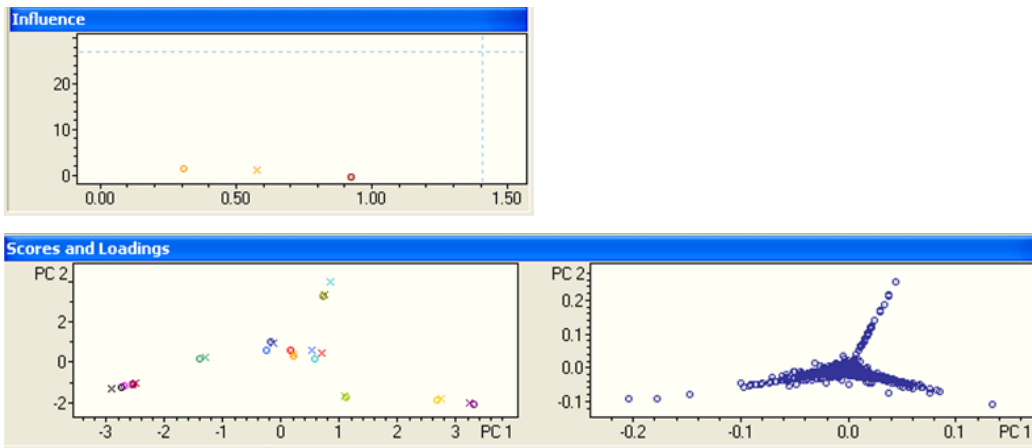 Influence
20
10
0
0.00 0.50 1.00 1.50
Scores and Loadings
PC 2
2
0
-2
-3 -2 -1 0 1 2 3 PC 1
PC 2
0.2
0.1
0.0
-0.1
-0.2 -0.1 0.0 0.1 PC 1